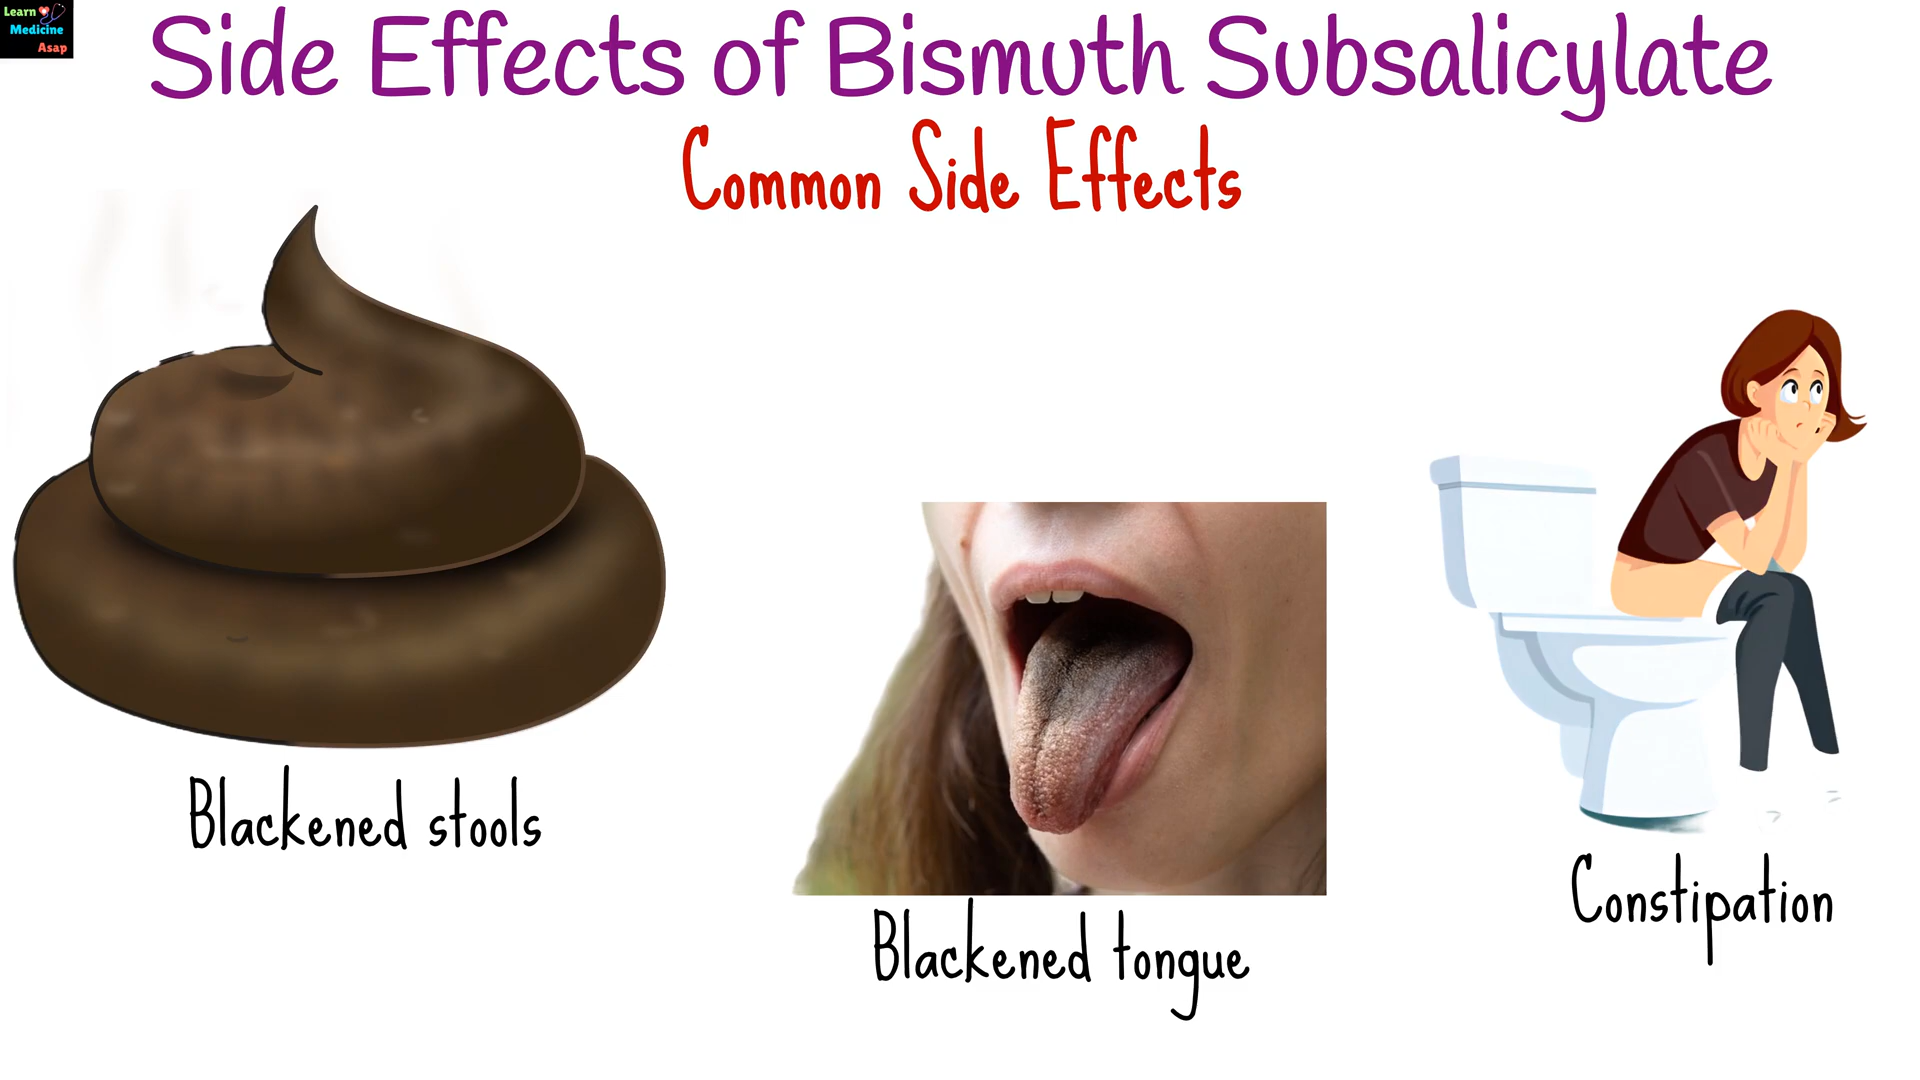 Learn
Medicine
Asap
Side Effects of Bismuth Subsalicylate
Common Side Effects
Blackened stools
Blackened tongue
Constipation